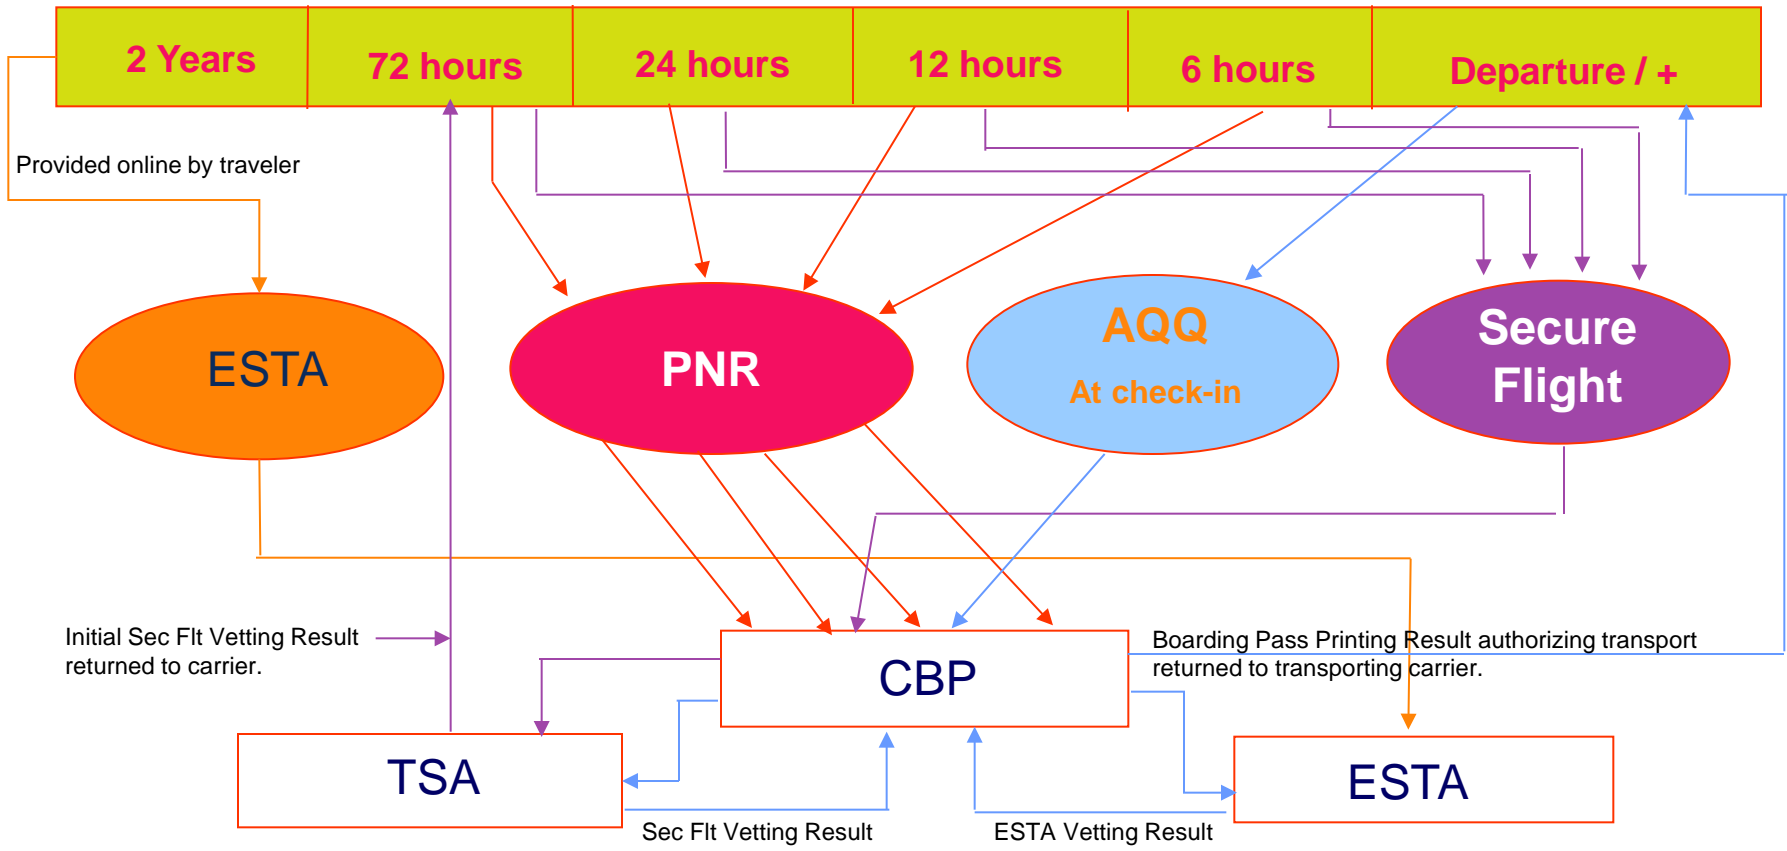 2 Years
72 hours
24 hours
12 hours
6 hours
Departure / +
Provided online by traveler
ESTA
PNR
AQQ
At check-in
Secure
Flight
Initial Sec Flt Vetting Result
returned to carrier.
CBP
Boarding Pass Printing Result authorizing transport
returned to transporting carrier.
TSA
ESTA
Sec Flt Vetting Result
ESTA Vetting Result